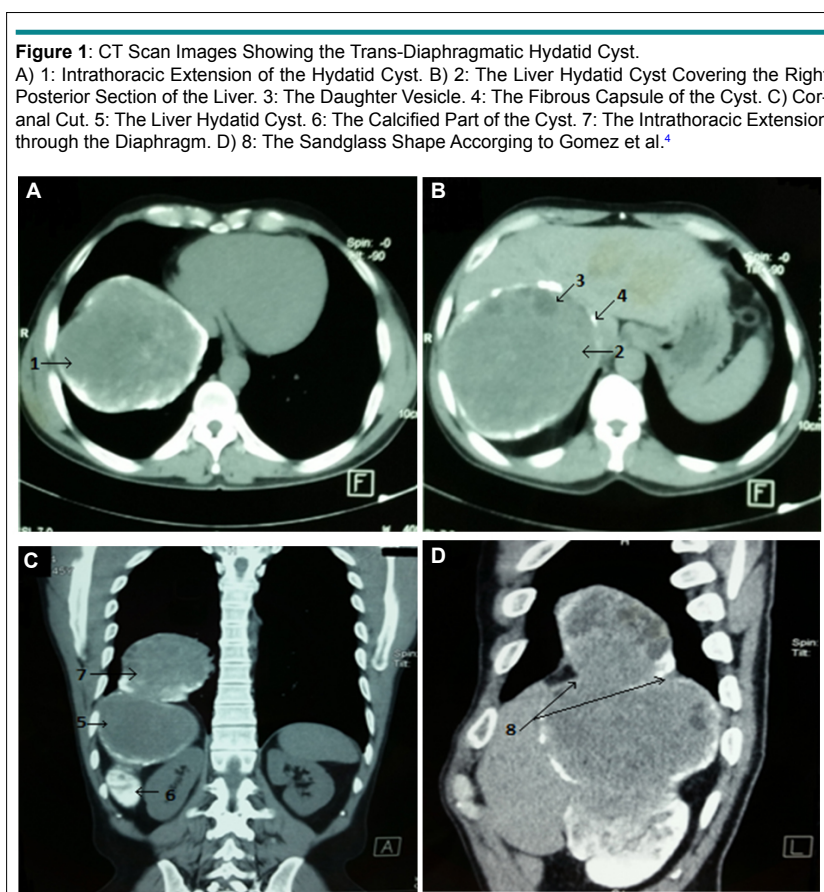 Figure 1: CT Scan Images Showing the Trans-Diaphragmatic Hydatid Cyst.
A) 1: Intrathoracic Extension of the Hydatid Cyst. B) 2: The Liver Hydatid Cyst Covering the Right
Posterior Section of the Liver. 3: The Daughter Vesicle. 4: The Fibrous Capsule of the Cyst. C) Cor-
anal Cut. 5: The Liver Hydatid Cyst. 6: The Calcified Part of the Cyst. 7: The Intrathoracic Extension
through the Diaphragm. D) 8: The Sandglass Shape Accorging to Gomez et al.4
A
Spin: -0
-90
R
1
10cm
F
B
Spin: -0
-90
3
4
R
2
10cm
F
C
7
5
6
Spin:
Tilt:
A
D
Spin:
Tilt:
8
L